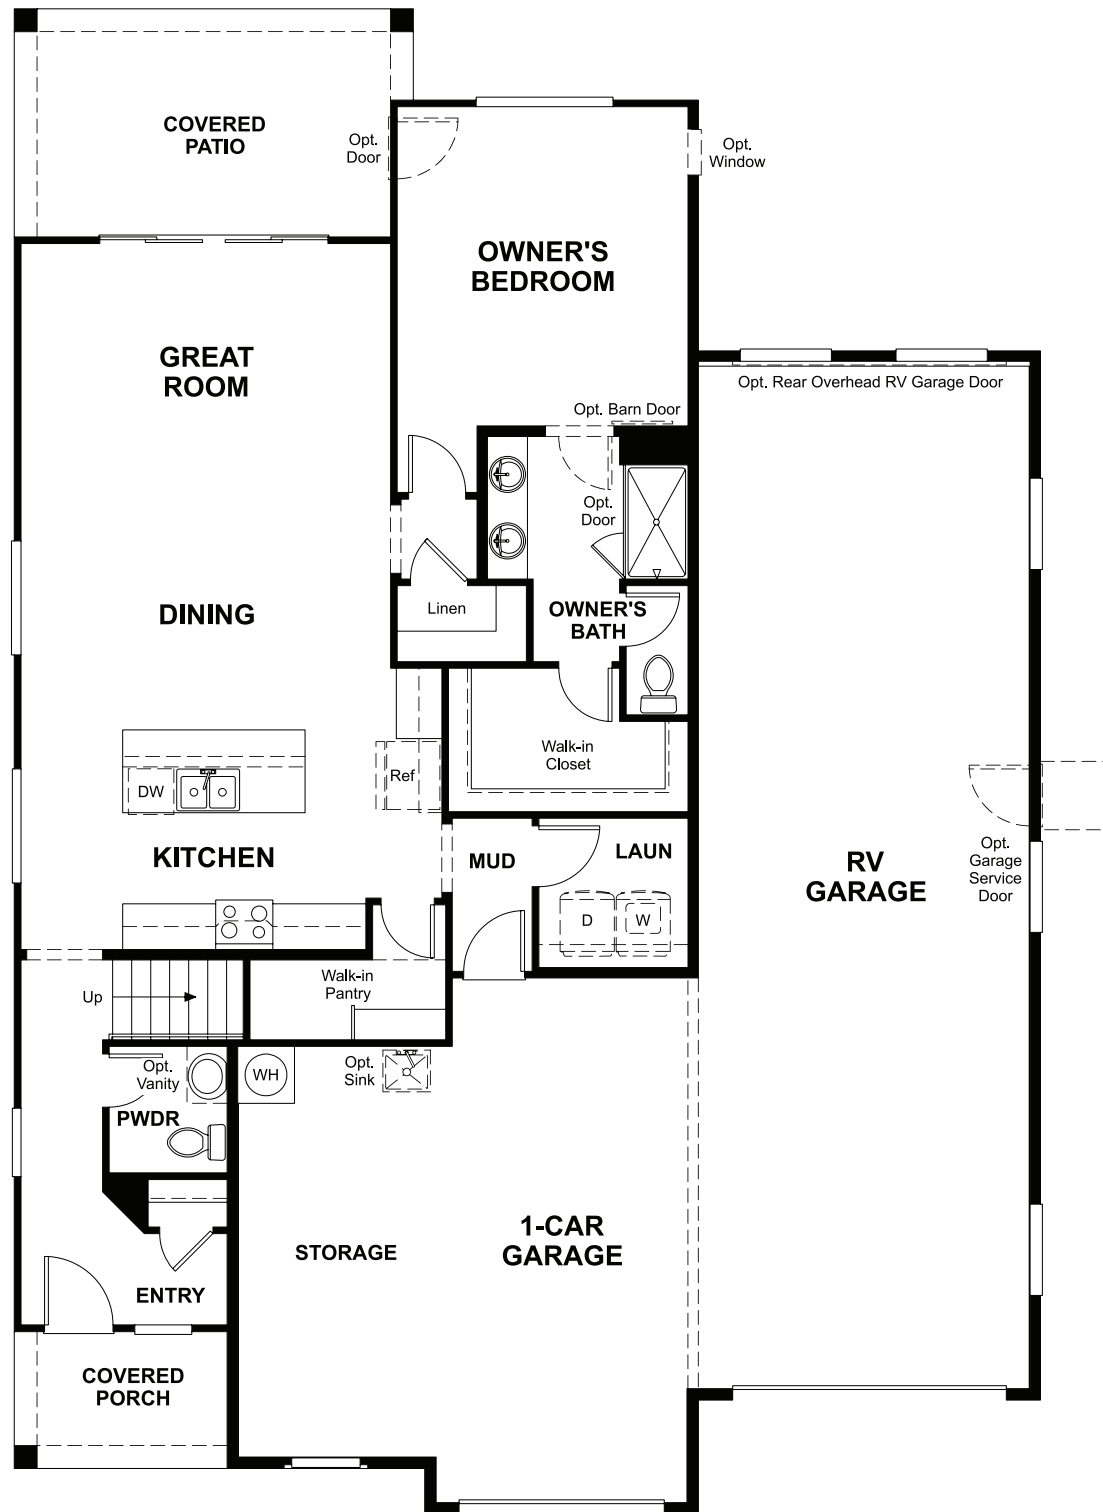 COVERED
PATIO
Opt.
Door
Opt.
Window
OWNER'S
BEDROOM
GREAT
ROOM
Opt. Rear Overhead RV Garage Door
Opt. Barn Door
Opt.
Door
Linen
DINING
OWNER'S
BATH
Walk-in
Closet
Ref
DW
KITCHEN
MUD
LAUN
RV
GARAGE
Opt.
Garage
Service
Door
D
W
Walk-in
Pantry
Up
Opt.
Vanity
WH
Opt.
Sink
PWDR
1-CAR
GARAGE
STORAGE
ENTRY
COVERED
PORCH